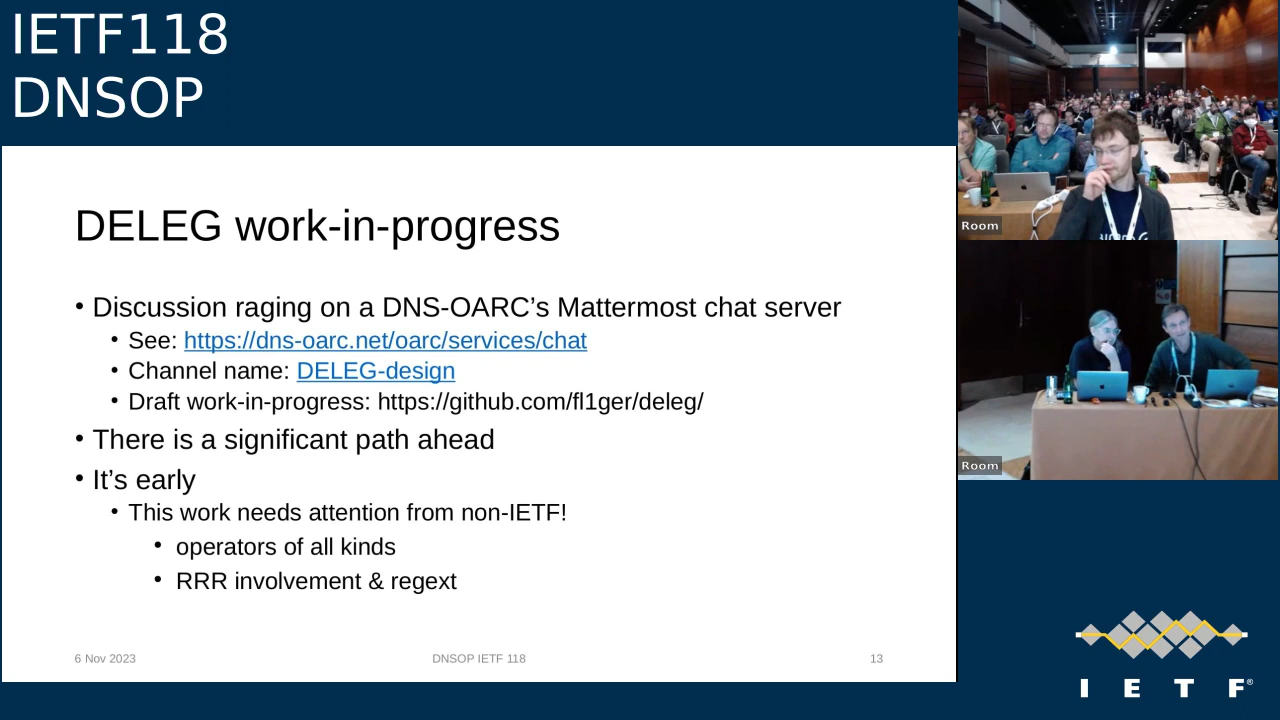 IETF118
DNSOP
DELEG work-in-progress
• Discussion raging on a DNS-OARC’s Mattermost chat server
• See: https://dns-oarc.net/oarc/services/chat
• Channel name: DELEG-design
• Draft work-in-progress: https://github.com/fl1ger/deleg/
• There is a significant path ahead
• It’s early
• This work needs attention from non-IETF!
• operators of all kinds
• RRR involvement & regext
6 Nov 2023
DNSOP IETF 118
13
Room
Room
I E T F®